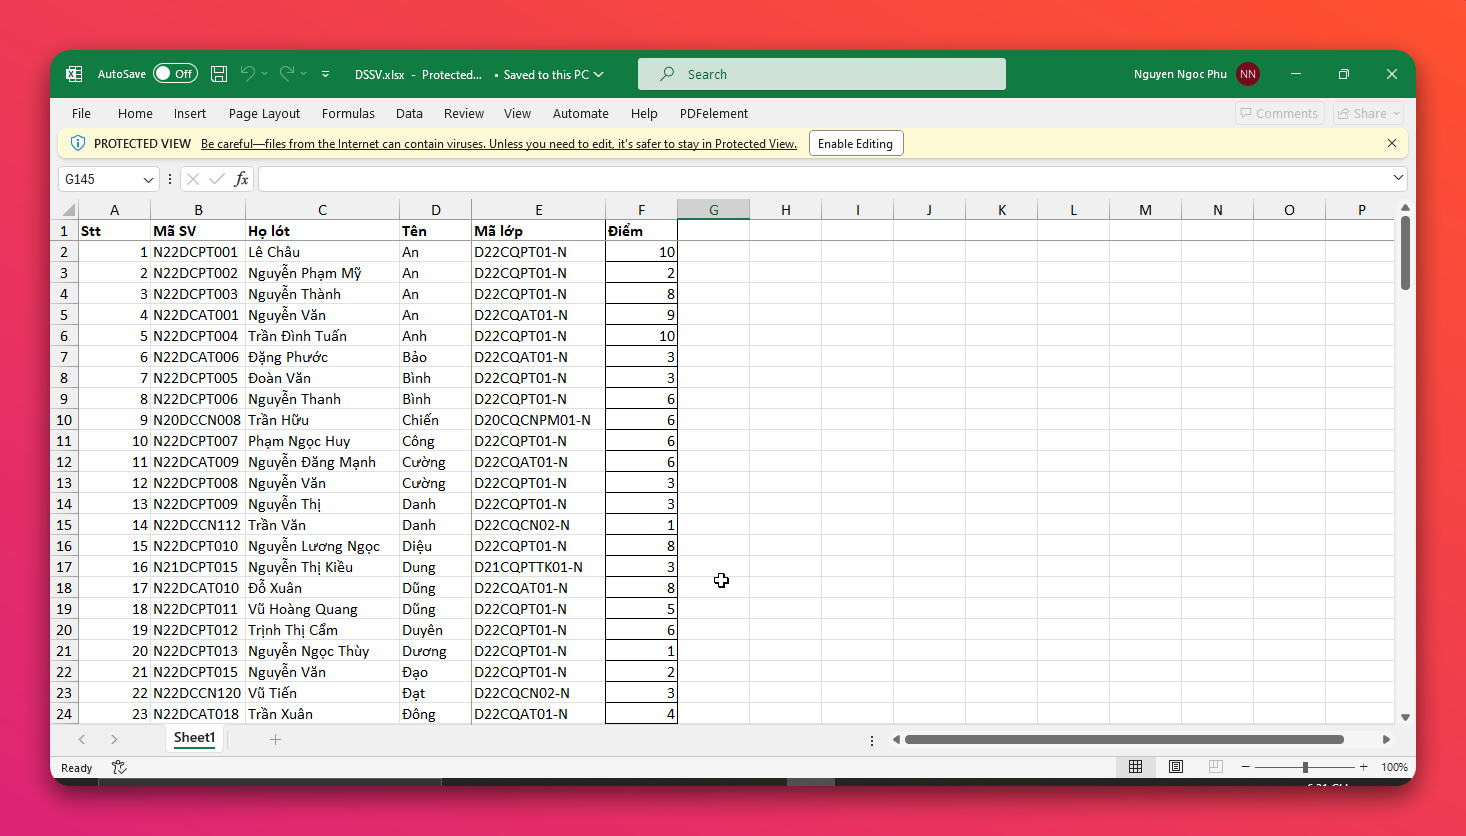 AutoSave Off DSSV.xlsx - Protected... • Saved to this PC Search Nguyen Ngoc Phu NN
File Home Insert Page Layout Formulas Data Review View Automate Help PDFelement Comments Share
PROTECTED VIEW Be careful—files from the Internet can contain viruses. Unless you need to edit, it's safer to stay in Protected View. Enable Editing
G145 fx
A B C D E F G H I J K L M N O P
1 Stt Mã SV Họ lót Tên Mã lớp Điểm
2 1 N22DCPT001 Lê Châu An D22CQPT01-N 10
3 2 N22DCPT002 Nguyễn Phạm Mỹ An D22CQPT01-N 2
4 3 N22DCPT003 Nguyễn Thành An D22CQPT01-N 8
5 4 N22DCAT001 Nguyễn Văn An D22CQAT01-N 9
6 5 N22DCPT004 Trần Đình Tuấn Anh D22CQPT01-N 10
7 6 N22DCAT006 Đặng Phước Bảo D22CQAT01-N 3
8 7 N22DCPT005 Đoàn Văn Bình D22CQPT01-N 3
9 8 N22DCPT006 Nguyễn Thanh Bình D22CQPT01-N 6
10 9 N20DCCN008 Trần Hữu Chiến D20CQCNPM01-N 6
11 10 N22DCPT007 Phạm Ngọc Huy Công D22CQPT01-N 6
12 11 N22DCAT009 Nguyễn Đăng Mạnh Cường D22CQAT01-N 6
13 12 N22DCPT008 Nguyễn Văn Cường D22CQPT01-N 3
14 13 N22DCPT009 Nguyễn Thị Danh D22CQPT01-N 3
15 14 N22DCCN112 Trần Văn Danh D22CQCN02-N 1
16 15 N22DCPT010 Nguyễn Lương Ngọc Diệu D22CQPT01-N 8
17 16 N21DCPT015 Nguyễn Thị Kiều Dung D21CQPTTK01-N 3
18 17 N22DCAT010 Đỗ Xuân Dũng D22CQAT01-N 8
19 18 N22DCPT011 Vũ Hoàng Quang Dũng D22CQPT01-N 5
20 19 N22DCPT012 Trịnh Thị Cẩm Duyên D22CQPT01-N 6
21 20 N22DCPT013 Nguyễn Ngọc Thùy Dương D22CQPT01-N 1
22 21 N22DCPT015 Nguyễn Văn Đạo D22CQPT01-N 2
23 22 N22DCCN120 Vũ Tiến Đạt D22CQCN02-N 3
24 23 N22DCAT018 Trần Xuân Đông D22CQAT01-N 4
Sheet1
Ready 100%